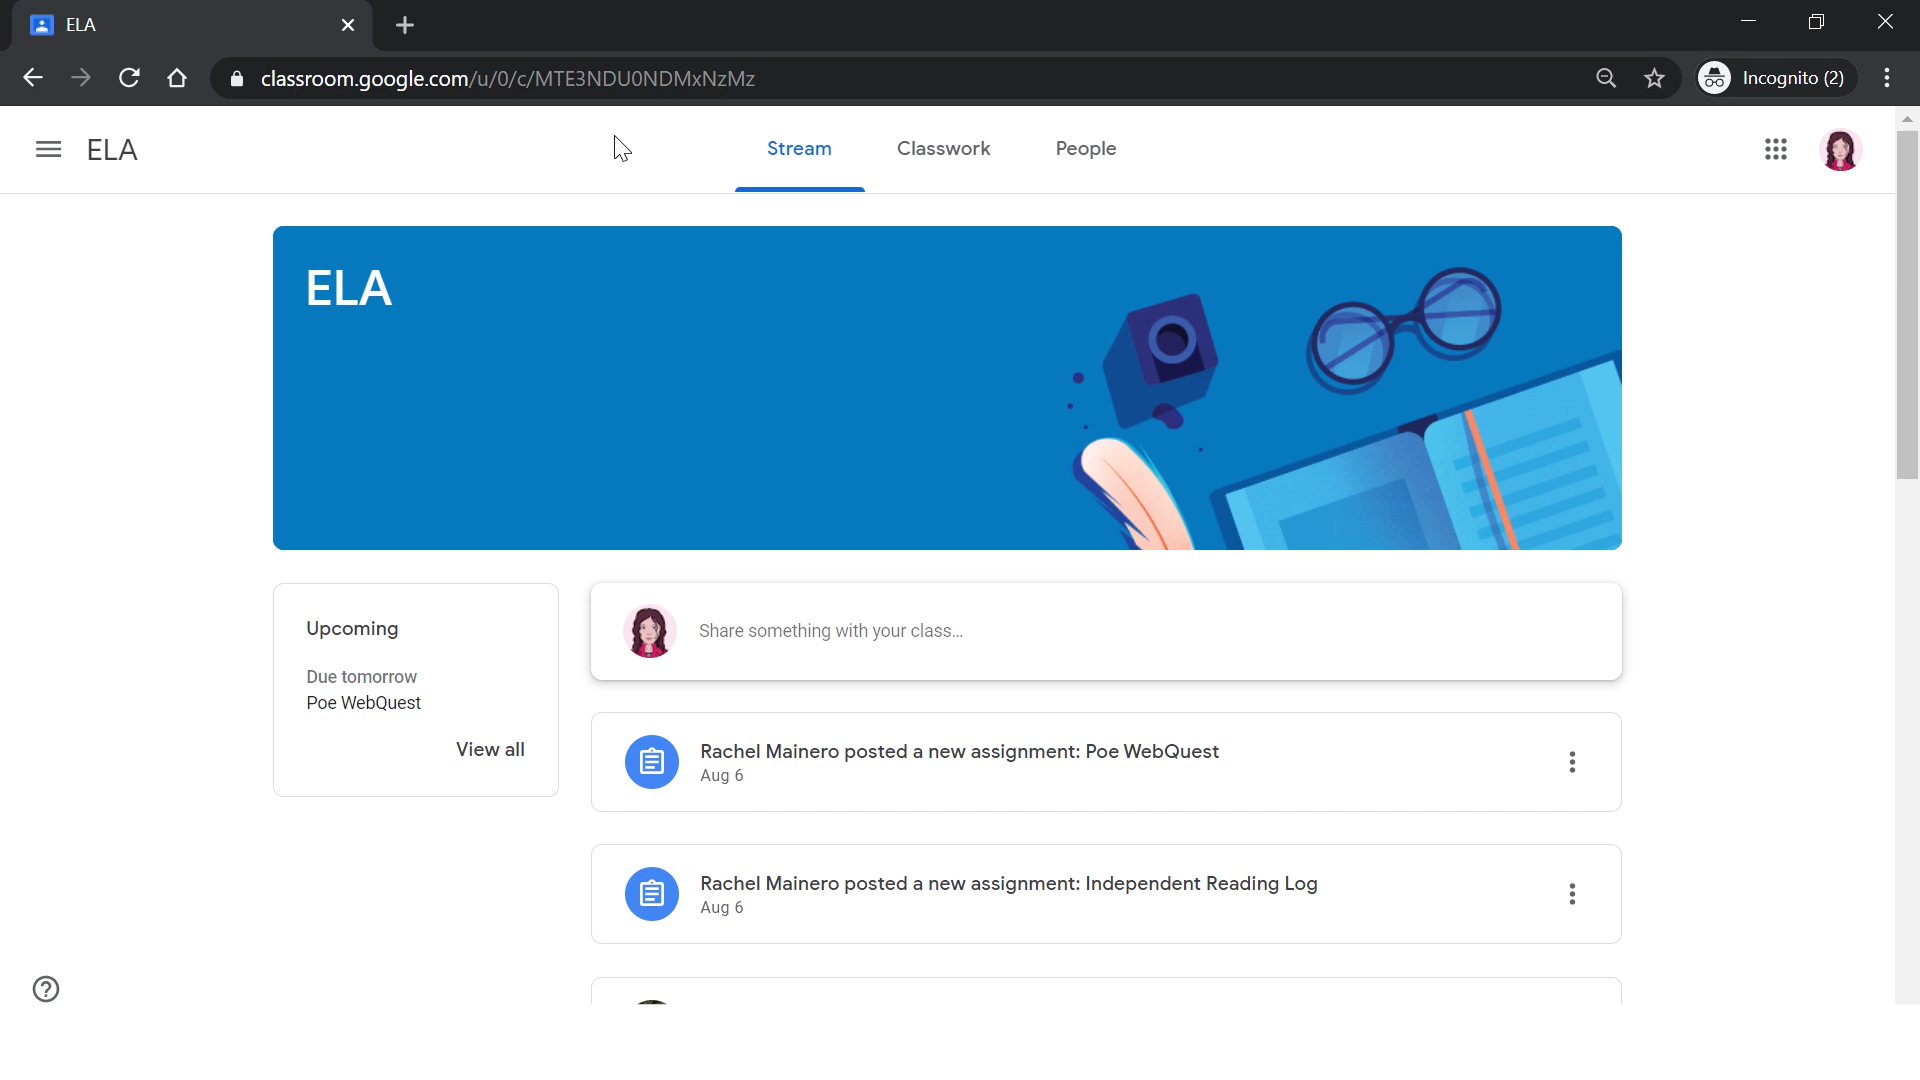 ELA
classroom.google.com/u/0/c/MTE3NDU0NDMxNzMz
Incognito (2)
ELA
Stream
Classwork
People
ELA
Upcoming
Due tomorrow
Poe WebQuest
View all
Share something with your class...
Rachel Mainero posted a new assignment: Poe WebQuest
Aug 6
Rachel Mainero posted a new assignment: Independent Reading Log
Aug 6